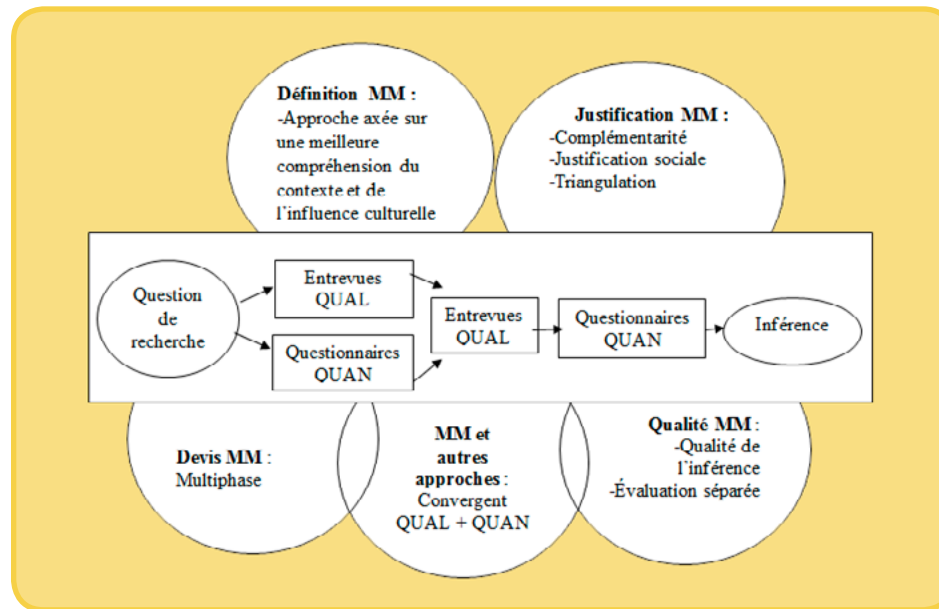 Définition MM :
-Approche axée sur
une meilleure
compréhension du
contexte et de
l'influence culturelle
Justification MM :
-Complémentarité
-Justification sociale
-Triangulation
Question
de
recherche
Entrevues
QUAL
Questionnaires
QUAN
Entrevues
QUAL
Questionnaires
QUAN
Inférence
Devis MM :
Multiphase
MM et
autres
approches :
Convergent
QUAL + QUAN
Qualité MM :
-Qualité de
l'inférence
-Évaluation séparée